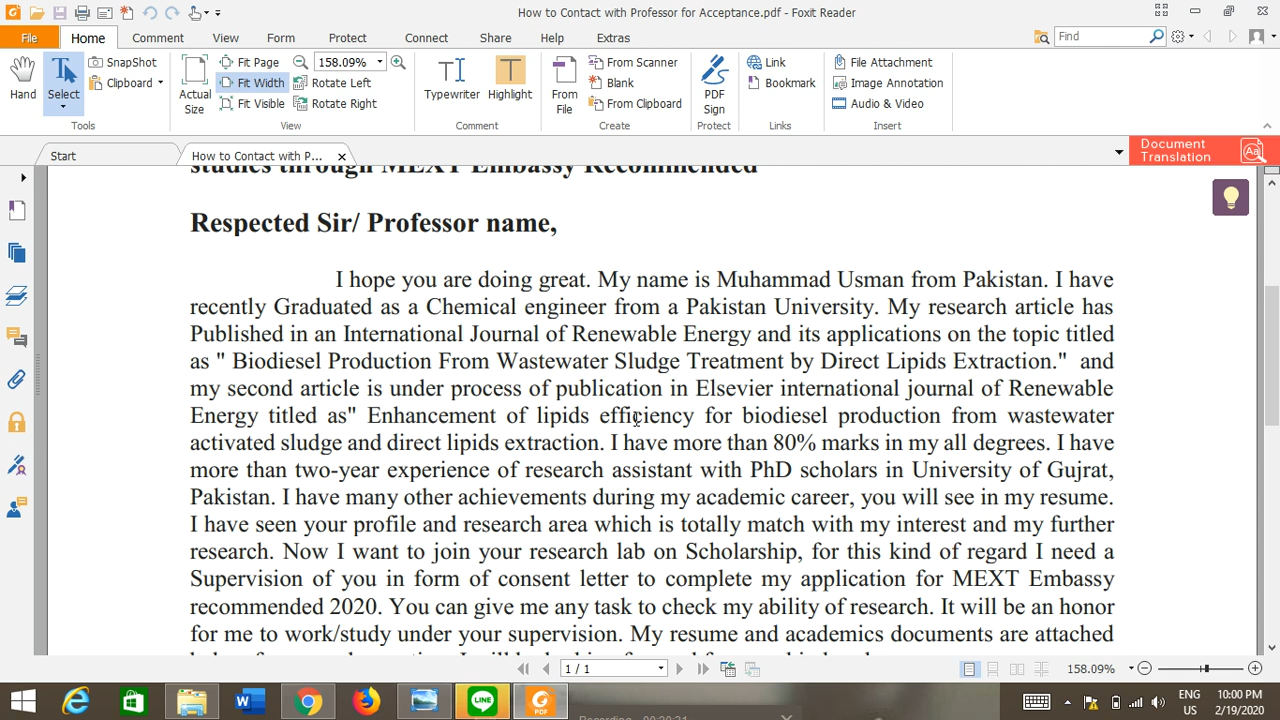 How to Contact with Professor for Acceptance.pdf - Foxit Reader
File Home Comment View Form Protect Connect Share Help Extras Find
SnapShot Fit Page 158.09% From Scanner Link File Attachment
Clipboard Fit Width Rotate Left Blank Bookmark Image Annotation
Hand Select Actual Size Fit Visible Rotate Right Typewriter Highlight From File From Clipboard PDF Sign Audio & Video
Tools View Comment Create Protect Links Insert
Start How to Contact with P... Document Translation
studies through MEXT Embassy Recommended
Respected Sir/ Professor name,
I hope you are doing great. My name is Muhammad Usman from Pakistan. I have
recently Graduated as a Chemical engineer from a Pakistan University. My research article has
Published in an International Journal of Renewable Energy and its applications on the topic titled
as " Biodiesel Production From Wastewater Sludge Treatment by Direct Lipids Extraction." and
my second article is under process of publication in Elsevier international journal of Renewable
Energy titled as" Enhancement of lipids efficiency for biodiesel production from wastewater
activated sludge and direct lipids extraction. I have more than 80% marks in my all degrees. I have
more than two-year experience of research assistant with PhD scholars in University of Gujrat,
Pakistan. I have many other achievements during my academic career, you will see in my resume.
I have seen your profile and research area which is totally match with my interest and my further
research. Now I want to join your research lab on Scholarship, for this kind of regard I need a
Supervision of you in form of consent letter to complete my application for MEXT Embassy
recommended 2020. You can give me any task to check my ability of research. It will be an honor
for me to work/study under your supervision. My resume and academics documents are attached
1 / 1 158.09%
LINE PDF ENG 10:00 PM
US 2/19/2020